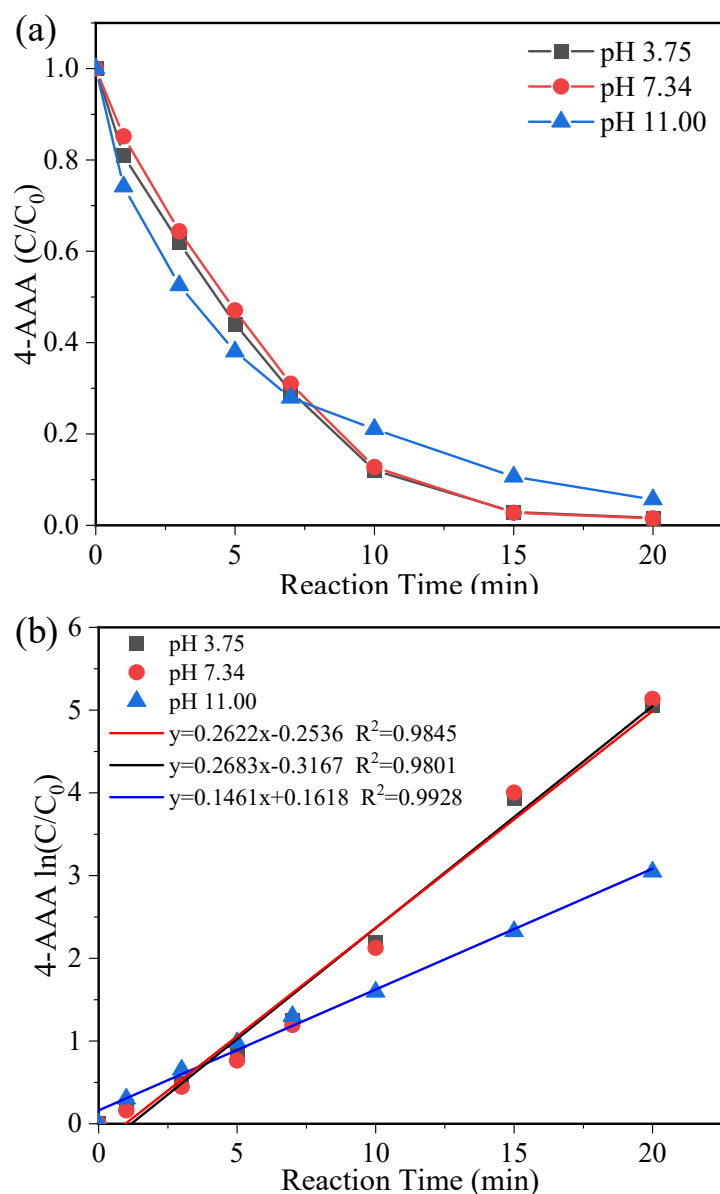 (a)
pH 3.75
pH 7.34
pH 11.00
1.0
0.8
0.6
0.4
0.2
0.0
4-AAA (C/C₀)
0
5
10
15
20
Reaction Time (min)
(b)
pH 3.75
pH 7.34
pH 11.00
y=0.2622x-0.2536 R²=0.9845
y=0.2683x-0.3167 R²=0.9801
y=0.1461x+0.1618 R²=0.9928
6
5
4
3
2
1
0
4-AAA ln(C/C₀)
0
5
10
15
20
Reaction Time (min)